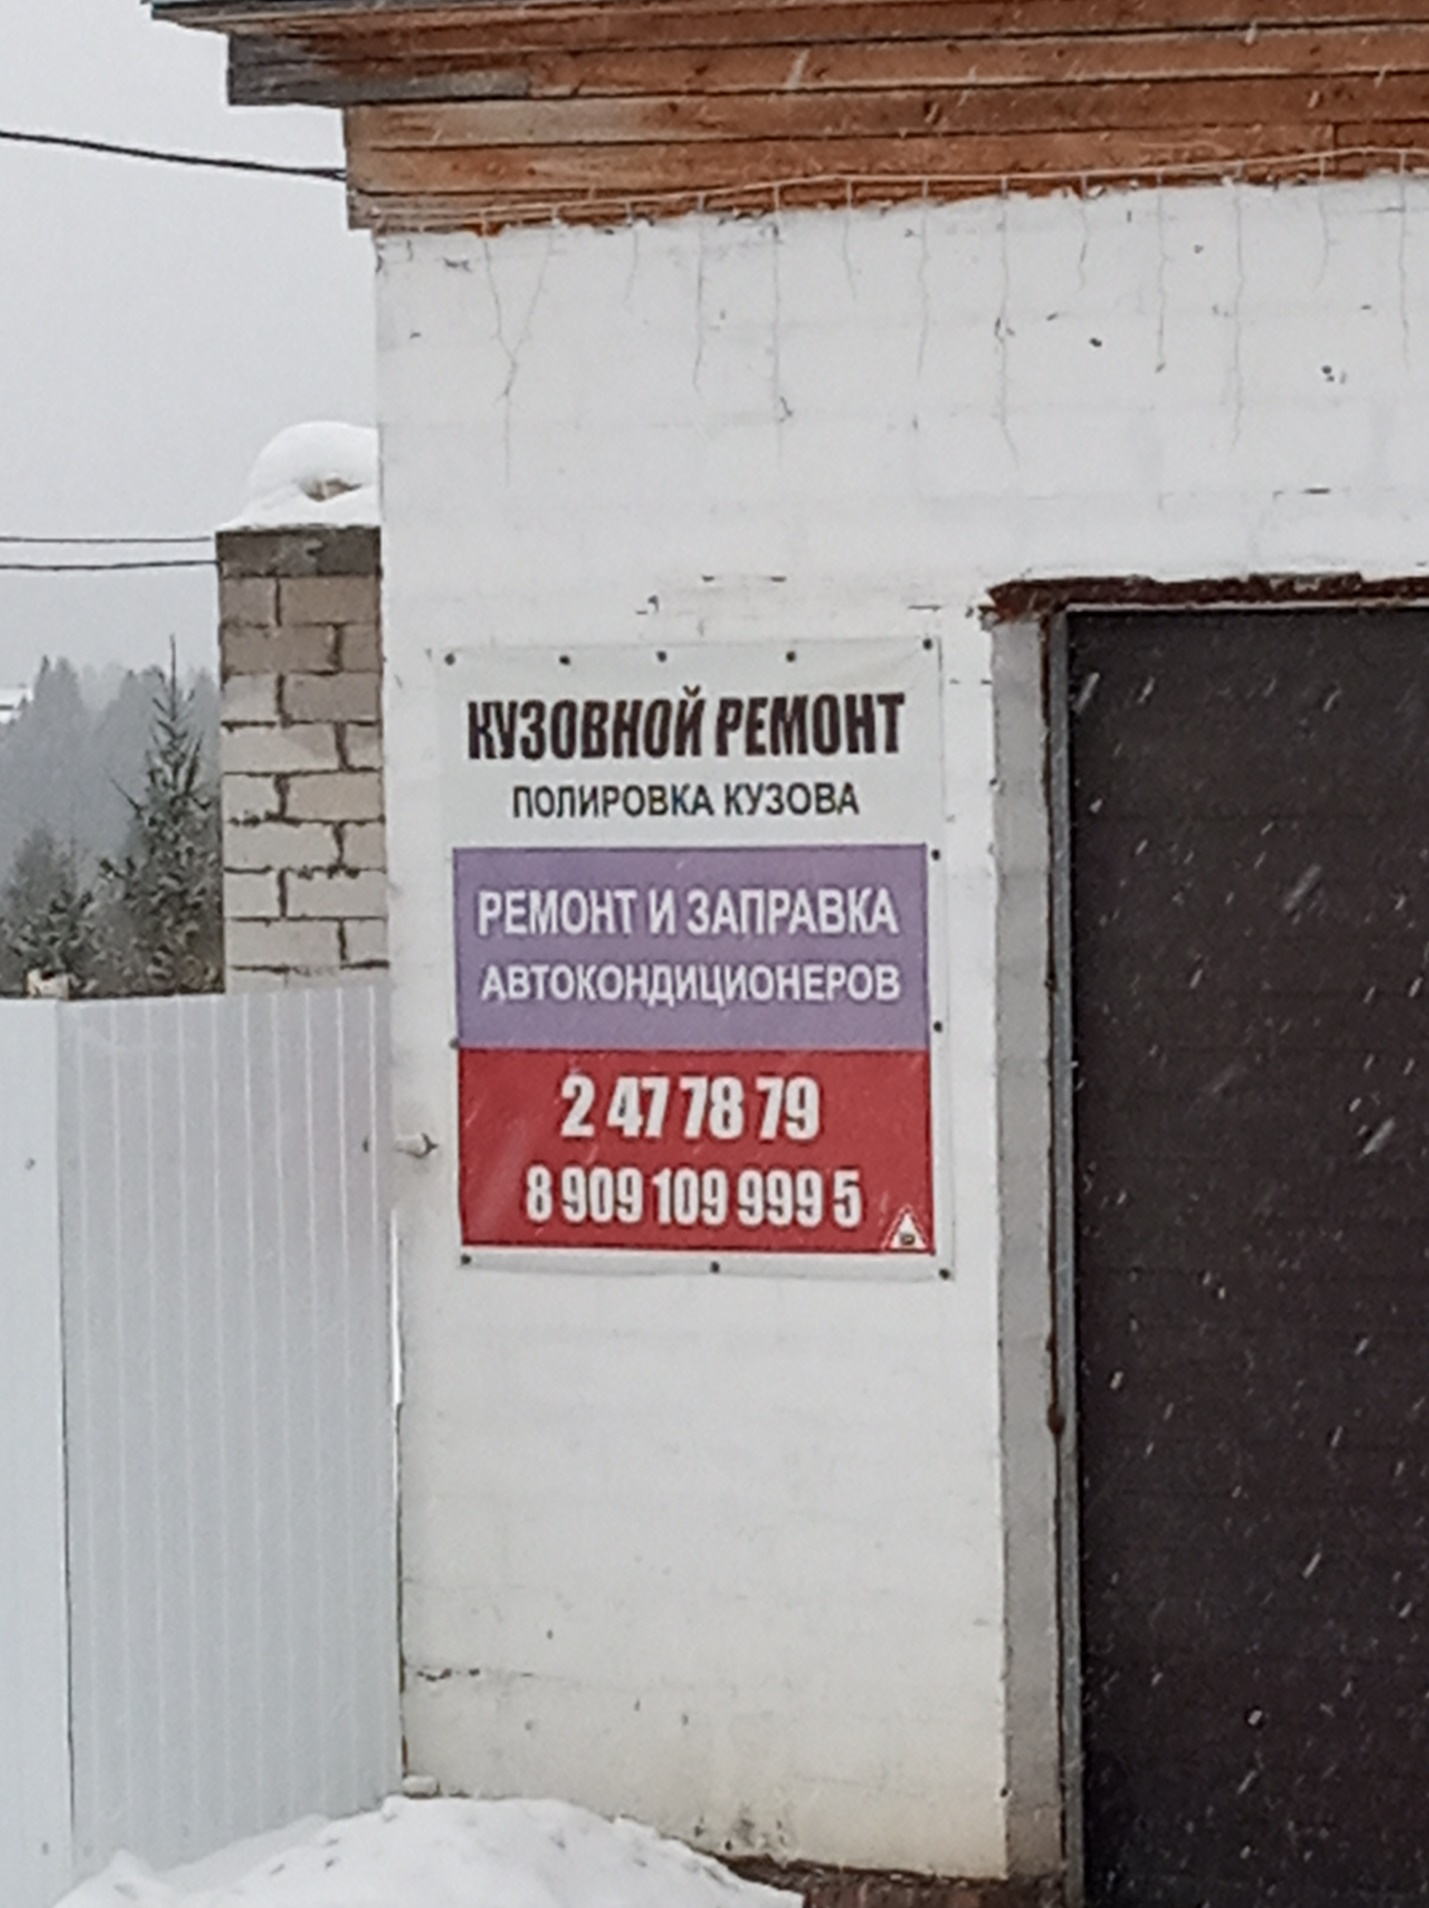 КУЗОВНОЙ РЕМОНТ
ПОЛИРОВКА КУЗОВА
РЕМОНТ И ЗАПРАВКА
АВТОКОНДИЦИОНЕРОВ
2 47 78 79
8 909 109 999 5